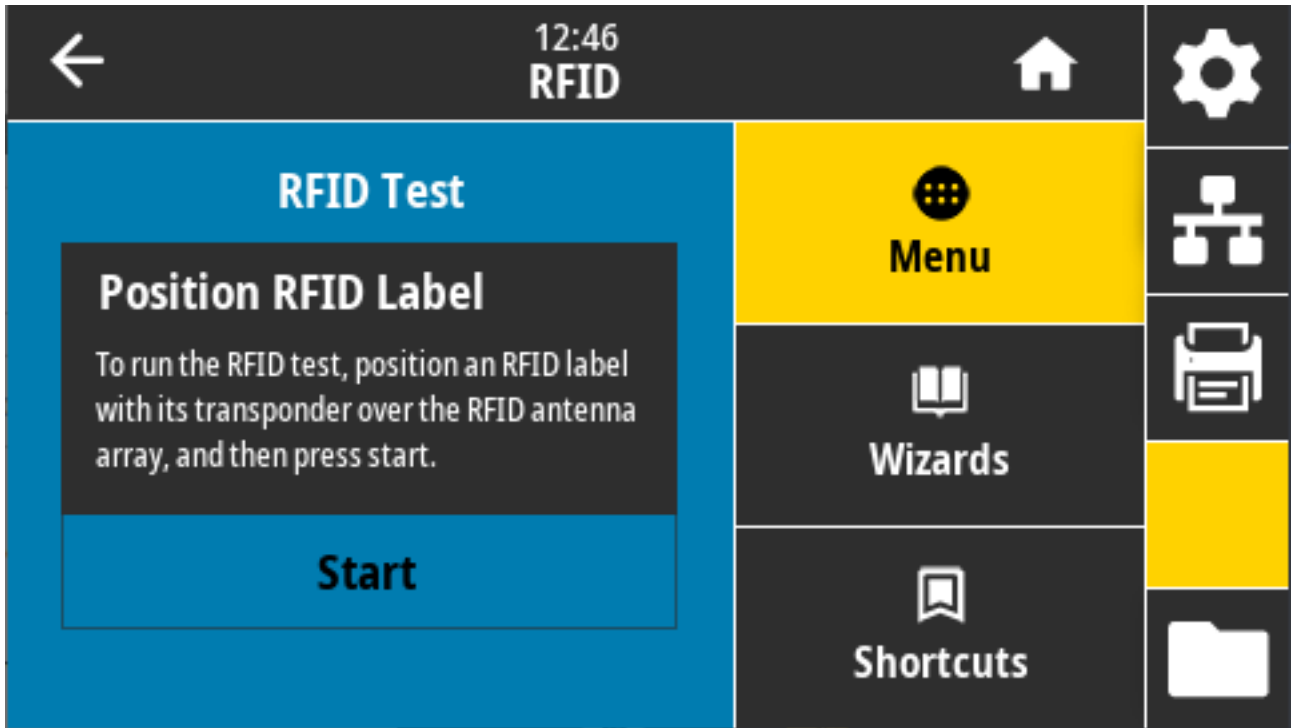 12:46
RFID
RFID Test
Position RFID Label
To run the RFID test, position an RFID label
with its transponder over the RFID antenna
array, and then press start.
Start
Menu
Wizards
Shortcuts